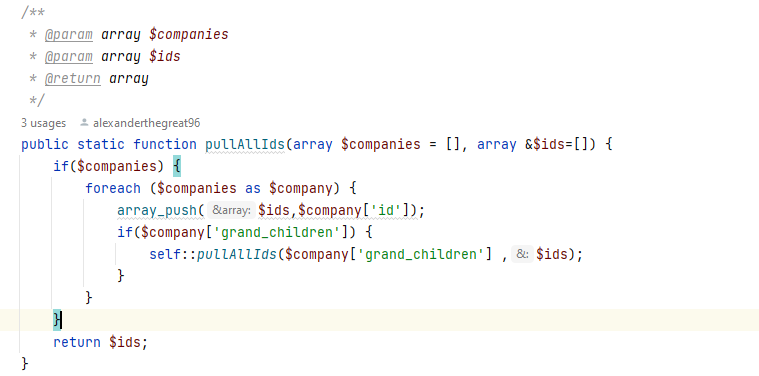 /**
 * @param array $companies
 * @param array $ids
 * @return array
 */
3 usages alexanderthegreat96
public static function pullAllIds(array $companies = [], array &$ids=[]) {
    if($companies) {
        foreach ($companies as $company) {
            array_push( &array: $ids,$company['id']);
            if($company['grand_children']) {
                self::pullAllIds($company['grand_children'] , &: $ids);
            }
        }
    }
    return $ids;
}